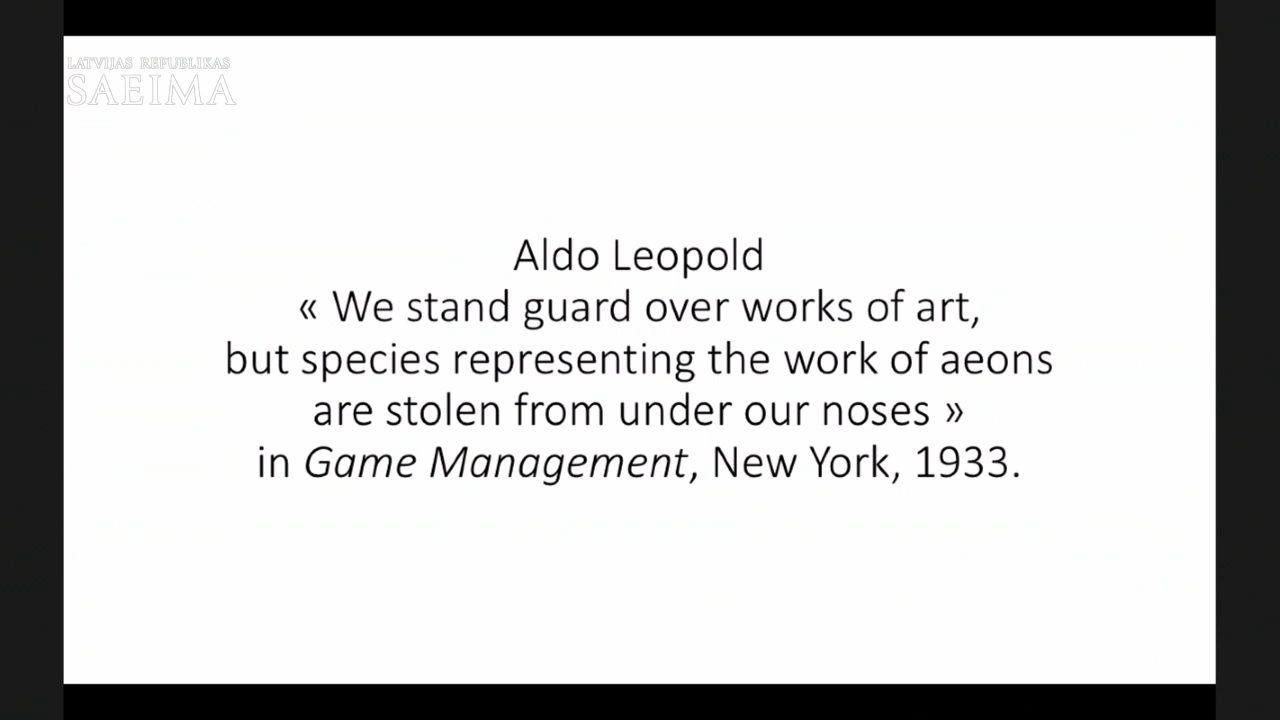 LATVIJAS REPUBLIKAS
SAEIMA
Aldo Leopold
« We stand guard over works of art,
but species representing the work of aeons
are stolen from under our noses »
in Game Management, New York, 1933.